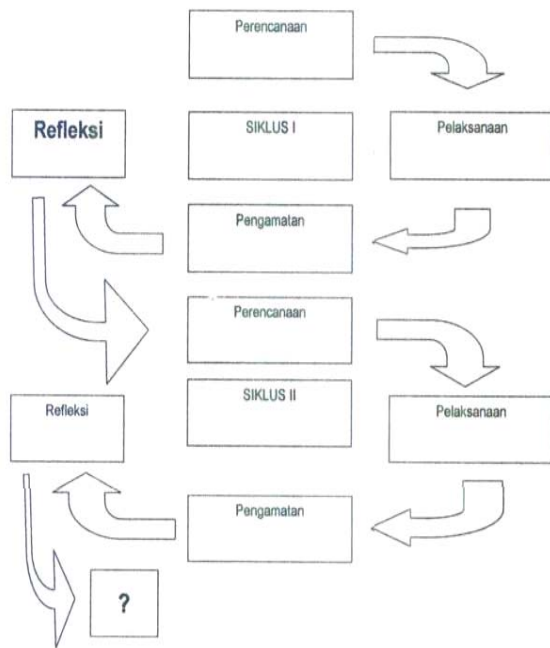 Perencanaan
Refleksi
SIKLUS I
Pelaksanaan
Pengamatan
Perencanaan
Refleksi
SIKLUS II
Pelaksanaan
Pengamatan
?